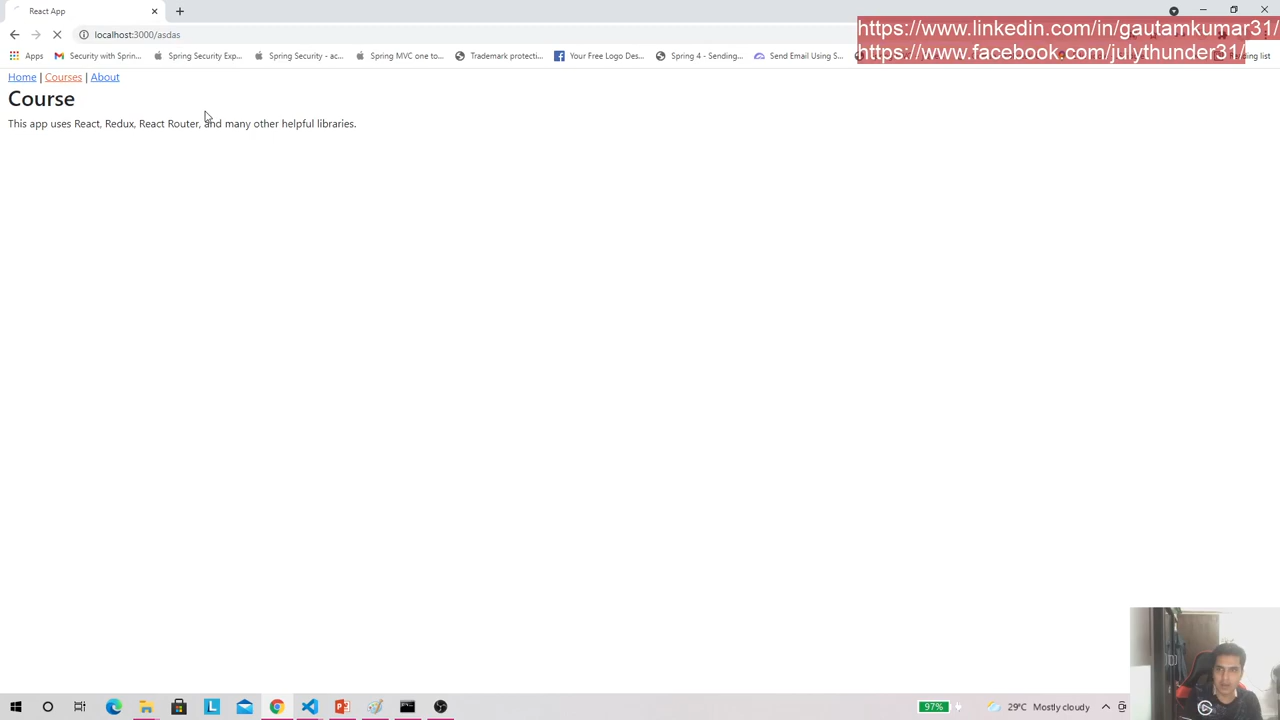 React App
https://www.linkedin.com/in/gautamkumar31/
localhost:3000/asdas
https://www.facebook.com/julythunder31/
Apps
Security with Sprin...
Spring Security Exp...
Spring Security - ac...
Spring MVC one to...
Trademark protecti...
Your Free Logo Des...
Spring 4 - Sending...
Send Email Using S...
list
Home | Courses | About
Course
This app uses React, Redux, React Router, and many other helpful libraries.
97%
29°C Mostly cloudy